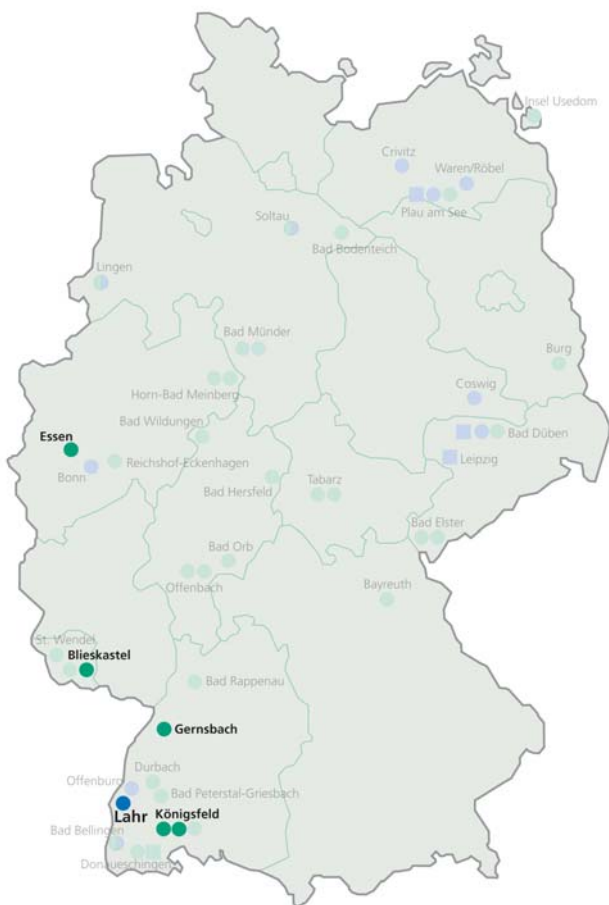 Insel Usedom
Crivitz
Waren/Röbel
Plau am See
Soltau
Bad Bodenteich
Lingen
Bad Münder
Burg
Horn-Bad Meinberg
Coswig
Bad Wildungen
Essen
Bad Düben
Reichshof-Eckenhagen
Leipzig
Bonn
Bad Hersfeld
Tabarz
Bad Elster
Bad Orb
Offenbach
Bayreuth
St. Wendel
Blieskastel
Bad Rappenau
Gernsbach
Durbach
Offenburg
Bad Peterstal-Griesbach
Lahr
Königsfeld
Bad Bellingen
Donaueschingen